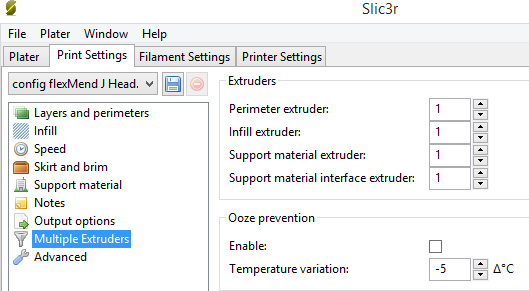 Slic3r
File Plater Window Help
Plater Print Settings Filament Settings Printer Settings
config flexMend J Head.
Layers and perimeters
Infill
Speed
Skirt and brim
Support material
Notes
Output options
Multiple Extruders
Advanced
Extruders
Perimeter extruder: 1
Infill extruder: 1
Support material extruder: 1
Support material interface extruder: 1
Ooze prevention
Enable:
Temperature variation: -5 Δ°C